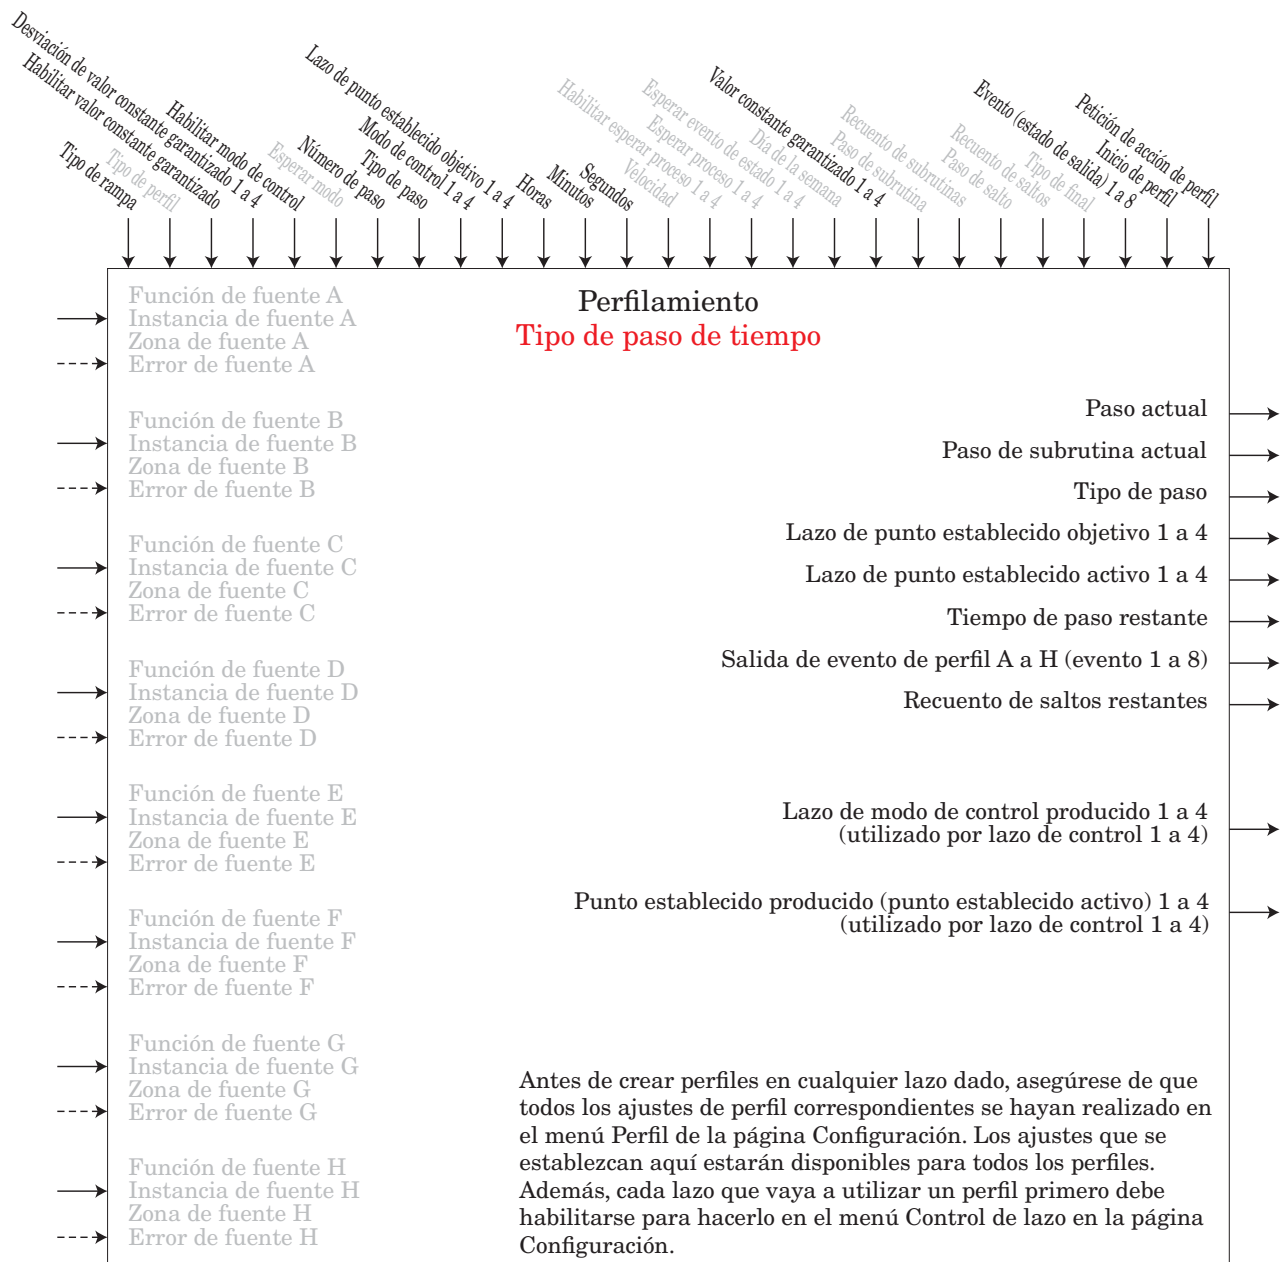 Tipo de rampa
Tipo de perfil
Habilitar valor constante garantizado
Desviación de valor constante garantizado 1 a 4
Habilitar modo de control
Esperar modo
Número de paso
Tipo de paso
Modo de control 1 a 4
Lazo de punto establecido objetivo 1 a 4
Horas
Minutos
Segundos
Velocidad
Habilitar esperar proceso 1 a 4
Esperar proceso 1 a 4
Esperar evento de estado 1 a 4
Día de la semana
Valor constante garantizado 1 a 4
Paso de subrutina
Recuento de subrutinas
Paso de salto
Recuento de saltos
Tipo de final
Evento (estado de salida) 1 a 8
Inicio de perfil
Petición de acción de perfil
Perfilamiento
Tipo de paso de tiempo
Función de fuente A
Instancia de fuente A
Zona de fuente A
Error de fuente A
Función de fuente B
Instancia de fuente B
Zona de fuente B
Error de fuente B
Función de fuente C
Instancia de fuente C
Zona de fuente C
Error de fuente C
Función de fuente D
Instancia de fuente D
Zona de fuente D
Error de fuente D
Función de fuente E
Instancia de fuente E
Zona de fuente E
Error de fuente E
Función de fuente F
Instancia de fuente F
Zona de fuente F
Error de fuente F
Función de fuente G
Instancia de fuente G
Zona de fuente G
Error de fuente G
Función de fuente H
Instancia de fuente H
Zona de fuente H
Error de fuente H
Paso actual
Paso de subrutina actual
Tipo de paso
Lazo de punto establecido objetivo 1 a 4
Lazo de punto establecido activo 1 a 4
Tiempo de paso restante
Salida de evento de perfil A a H (evento 1 a 8)
Recuento de saltos restantes
Lazo de modo de control producido 1 a 4
(utilizado por lazo de control 1 a 4)
Punto establecido producido (punto establecido activo) 1 a 4
(utilizado por lazo de control 1 a 4)
Antes de crear perfiles en cualquier lazo dado, asegúrese de que
todos los ajustes de perfil correspondientes se hayan realizado en
el menú Perfil de la página Configuración. Los ajustes que se
establezcan aquí estarán disponibles para todos los perfiles.
Además, cada lazo que vaya a utilizar un perfil primero debe
habilitarse para hacerlo en el menú Control de lazo en la página
Configuración.